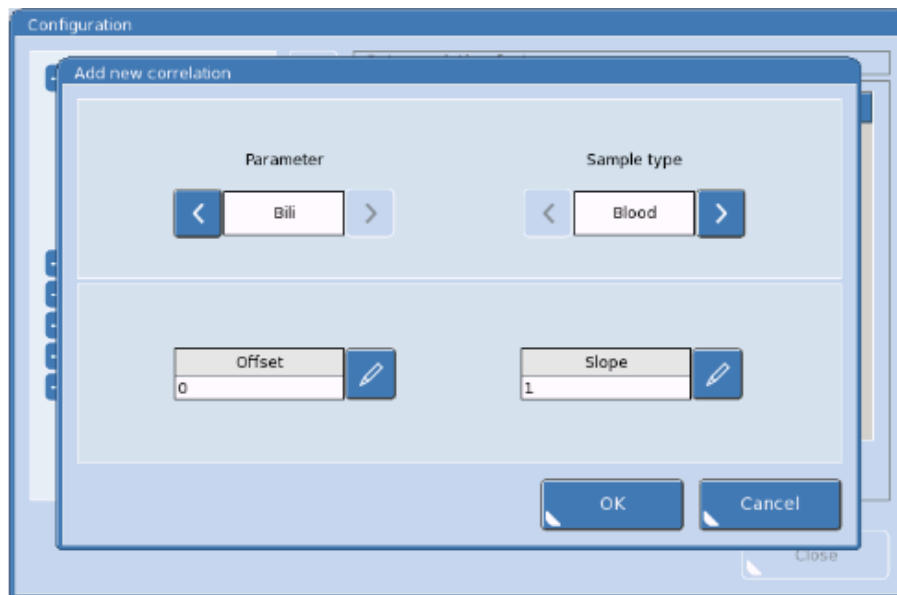 Configuration
Add new correlation
Parameter
Sample type
Bili
Blood
Offset
Slope
0
1
OK
Cancel
Close